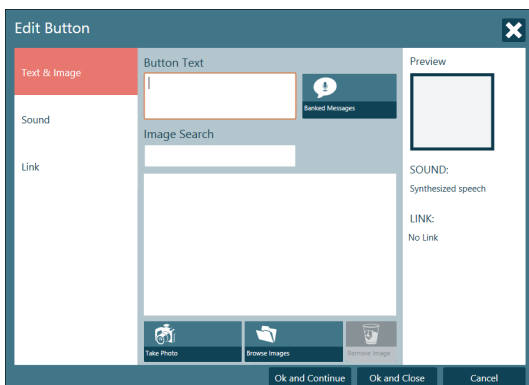 Edit Button
Text & Image
Sound
Link
Button Text
Banked Messages
Image Search
Take Photo
Browse Images
Remove Image
Preview
SOUND:
Synthesized speech
LINK:
No Link
Ok and Continue
Ok and Close
Cancel